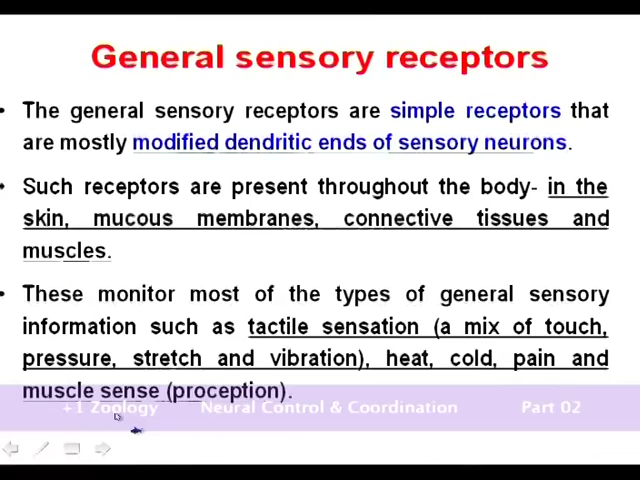 General sensory receptors
• The general sensory receptors are simple receptors that
are mostly modified dendritic ends of sensory neurons.
• Such receptors are present throughout the body- in the
skin, mucous membranes, connective tissues and
muscles.
• These monitor most of the types of general sensory
information such as tactile sensation (a mix of touch,
pressure, stretch and vibration), heat, cold, pain and
muscle sense (proception).
+1 Zoology Neural Control & Coordination Part 02